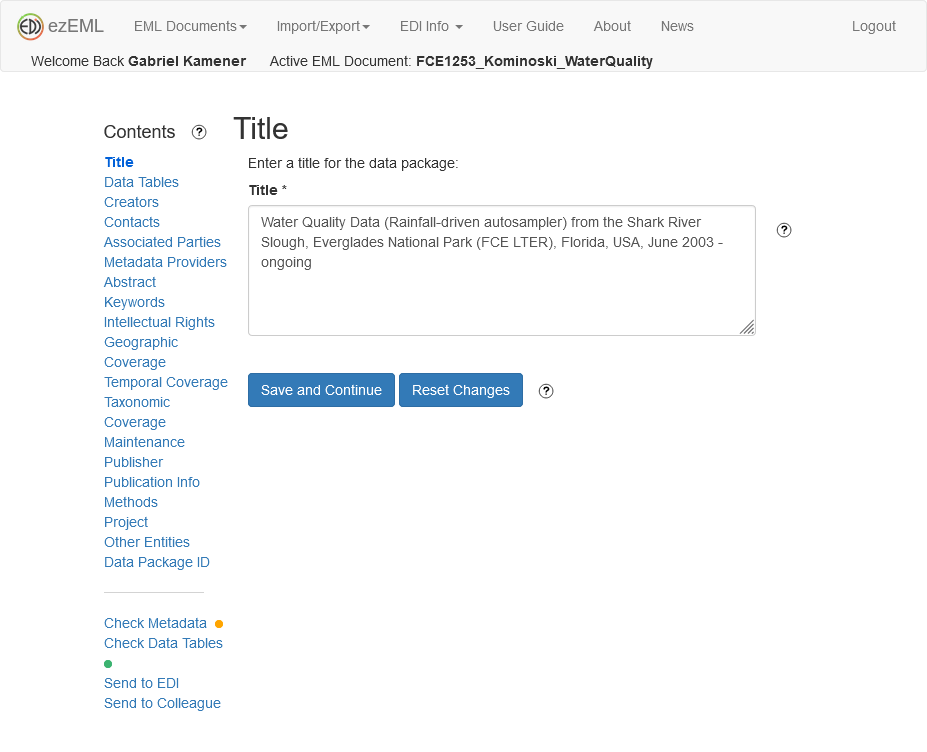 EDI ezEML EML Documents Import/Export EDI Info User Guide About News Logout
Welcome Back Gabriel Kamener Active EML Document: FCE1253_Kominoski_WaterQuality
Contents ?
Title
Data Tables
Creators
Contacts
Associated Parties
Metadata Providers
Abstract
Keywords
Intellectual Rights
Geographic
Coverage
Temporal Coverage
Taxonomic
Coverage
Maintenance
Publisher
Publication Info
Methods
Project
Other Entities
Data Package ID
Check Metadata
Check Data Tables
Send to EDI
Send to Colleague
Title
Enter a title for the data package:
Title *
Water Quality Data (Rainfall-driven autosampler) from the Shark River
Slough, Everglades National Park (FCE LTER), Florida, USA, June 2003 -
ongoing
?
Save and Continue Reset Changes ?